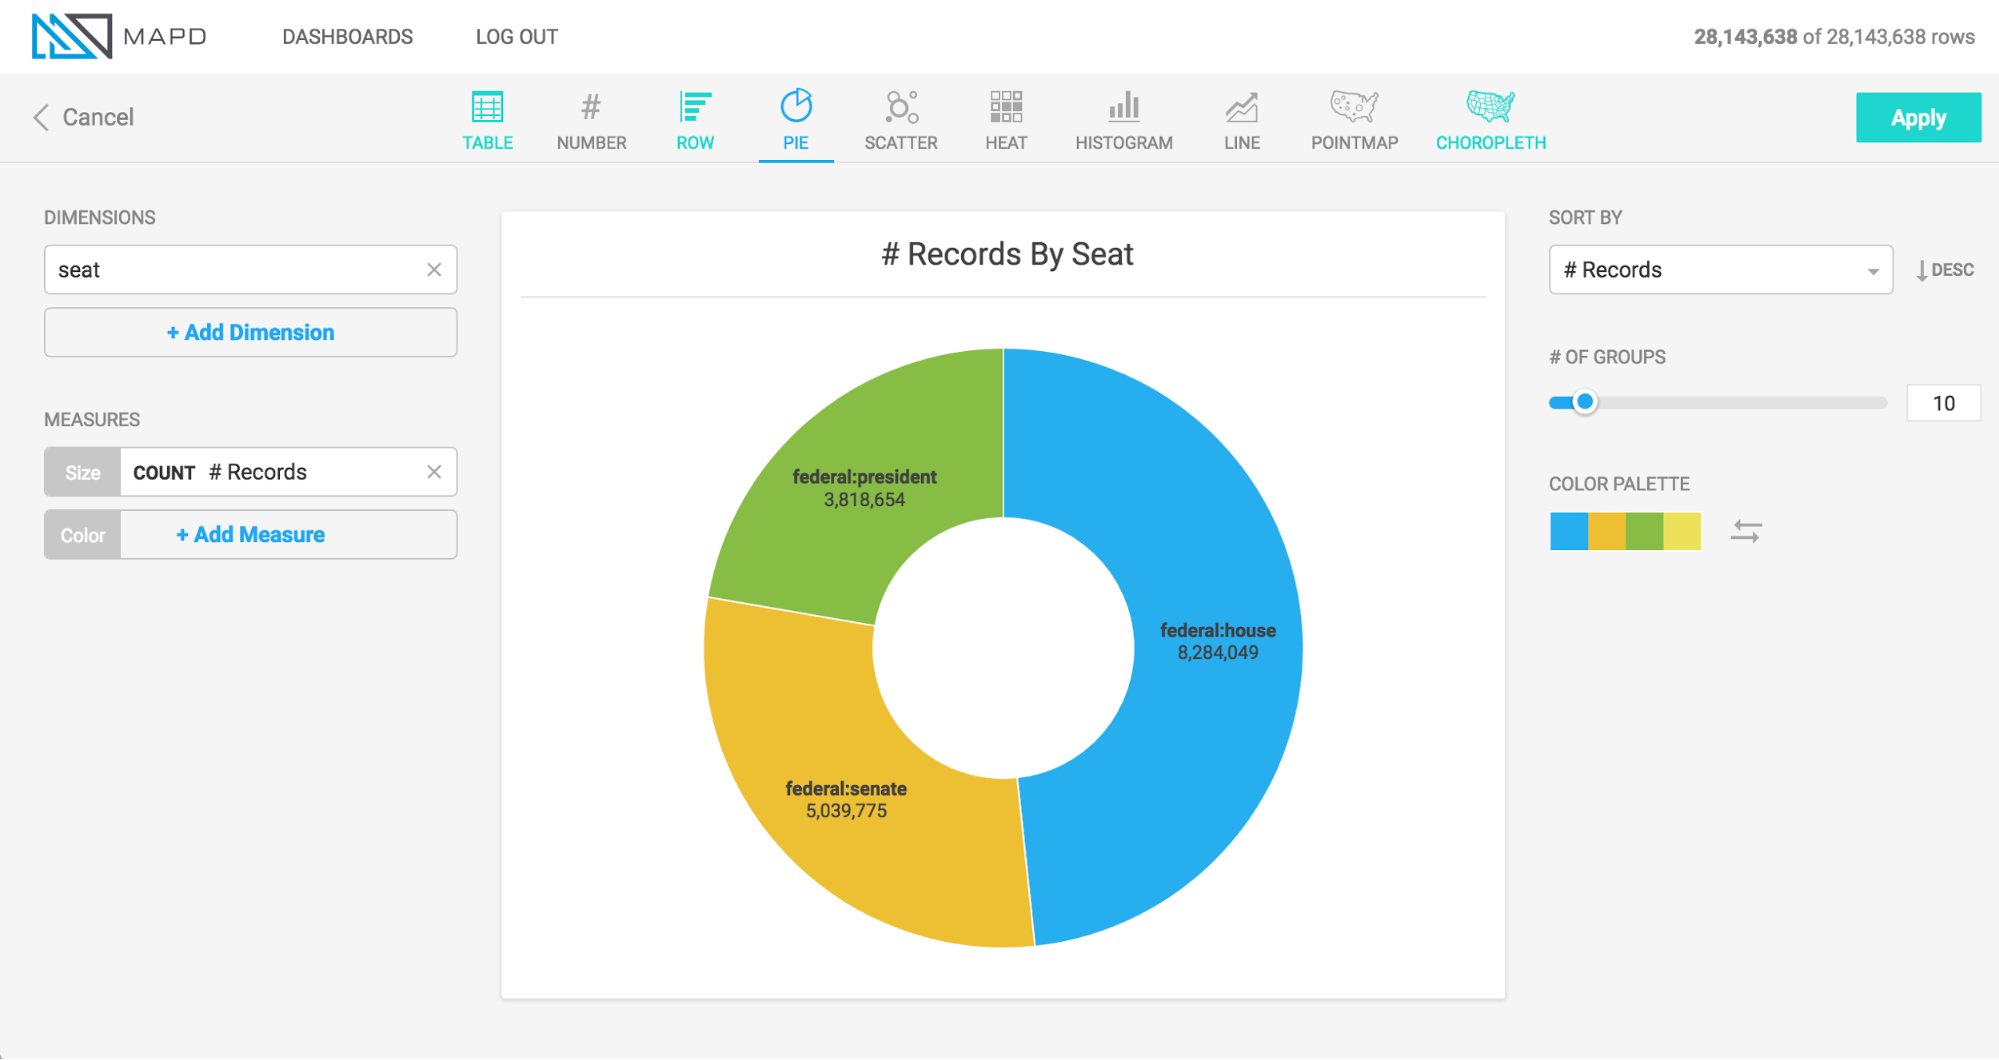 MAPD
DASHBOARDS
LOG OUT
28,143,638 of 28,143,638 rows
Cancel
TABLE
#
NUMBER
ROW
PIE
SCATTER
HEAT
HISTOGRAM
LINE
POINTMAP
CHOROPLETH
Apply
DIMENSIONS
seat
+ Add Dimension
MEASURES
Size COUNT # Records
Color + Add Measure
# Records By Seat
federal:president
3,818,654
federal:house
8,284,049
federal:senate
5,039,775
SORT BY
# Records
DESC
# OF GROUPS
10
COLOR PALETTE